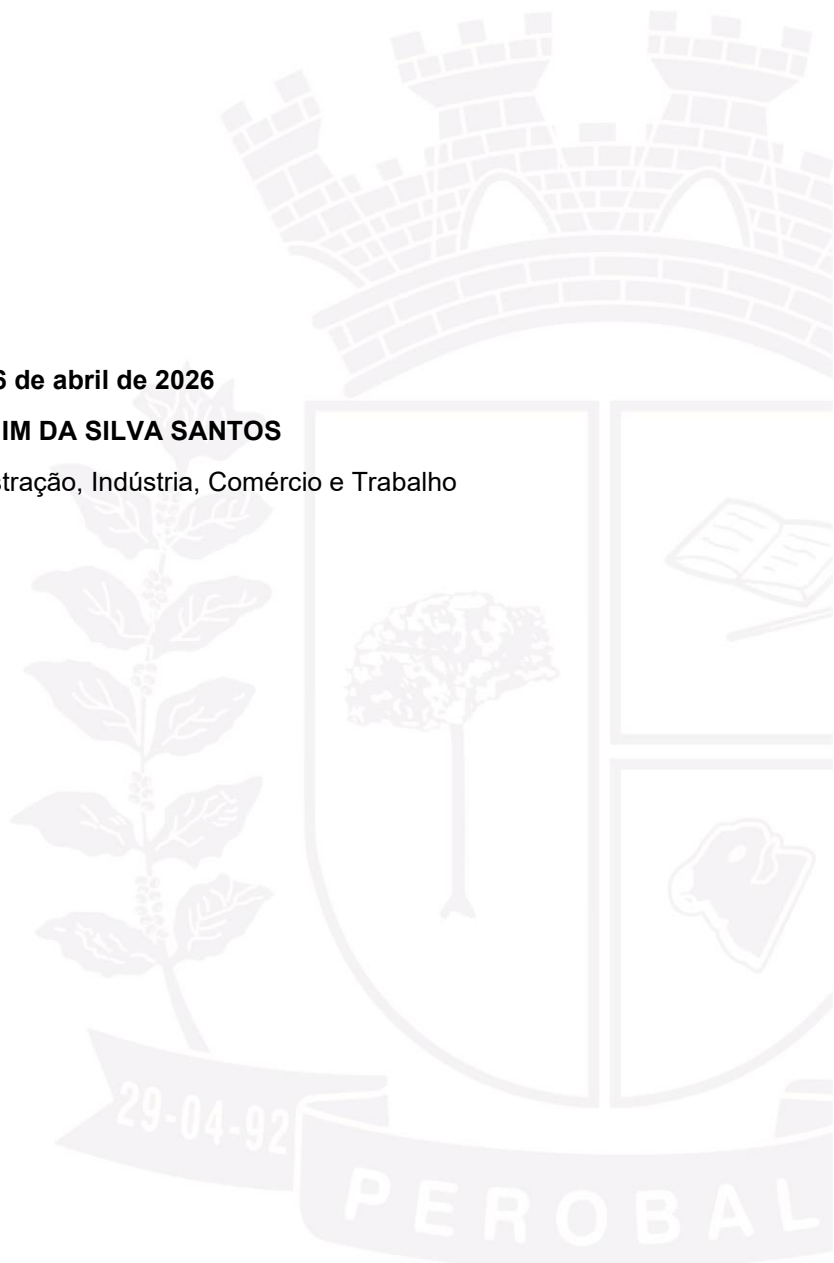 6 de abril de 2026
IM DA SILVA SANTOS
stração, Indústria, Comércio e Trabalho
29-04-92
PEROBAL